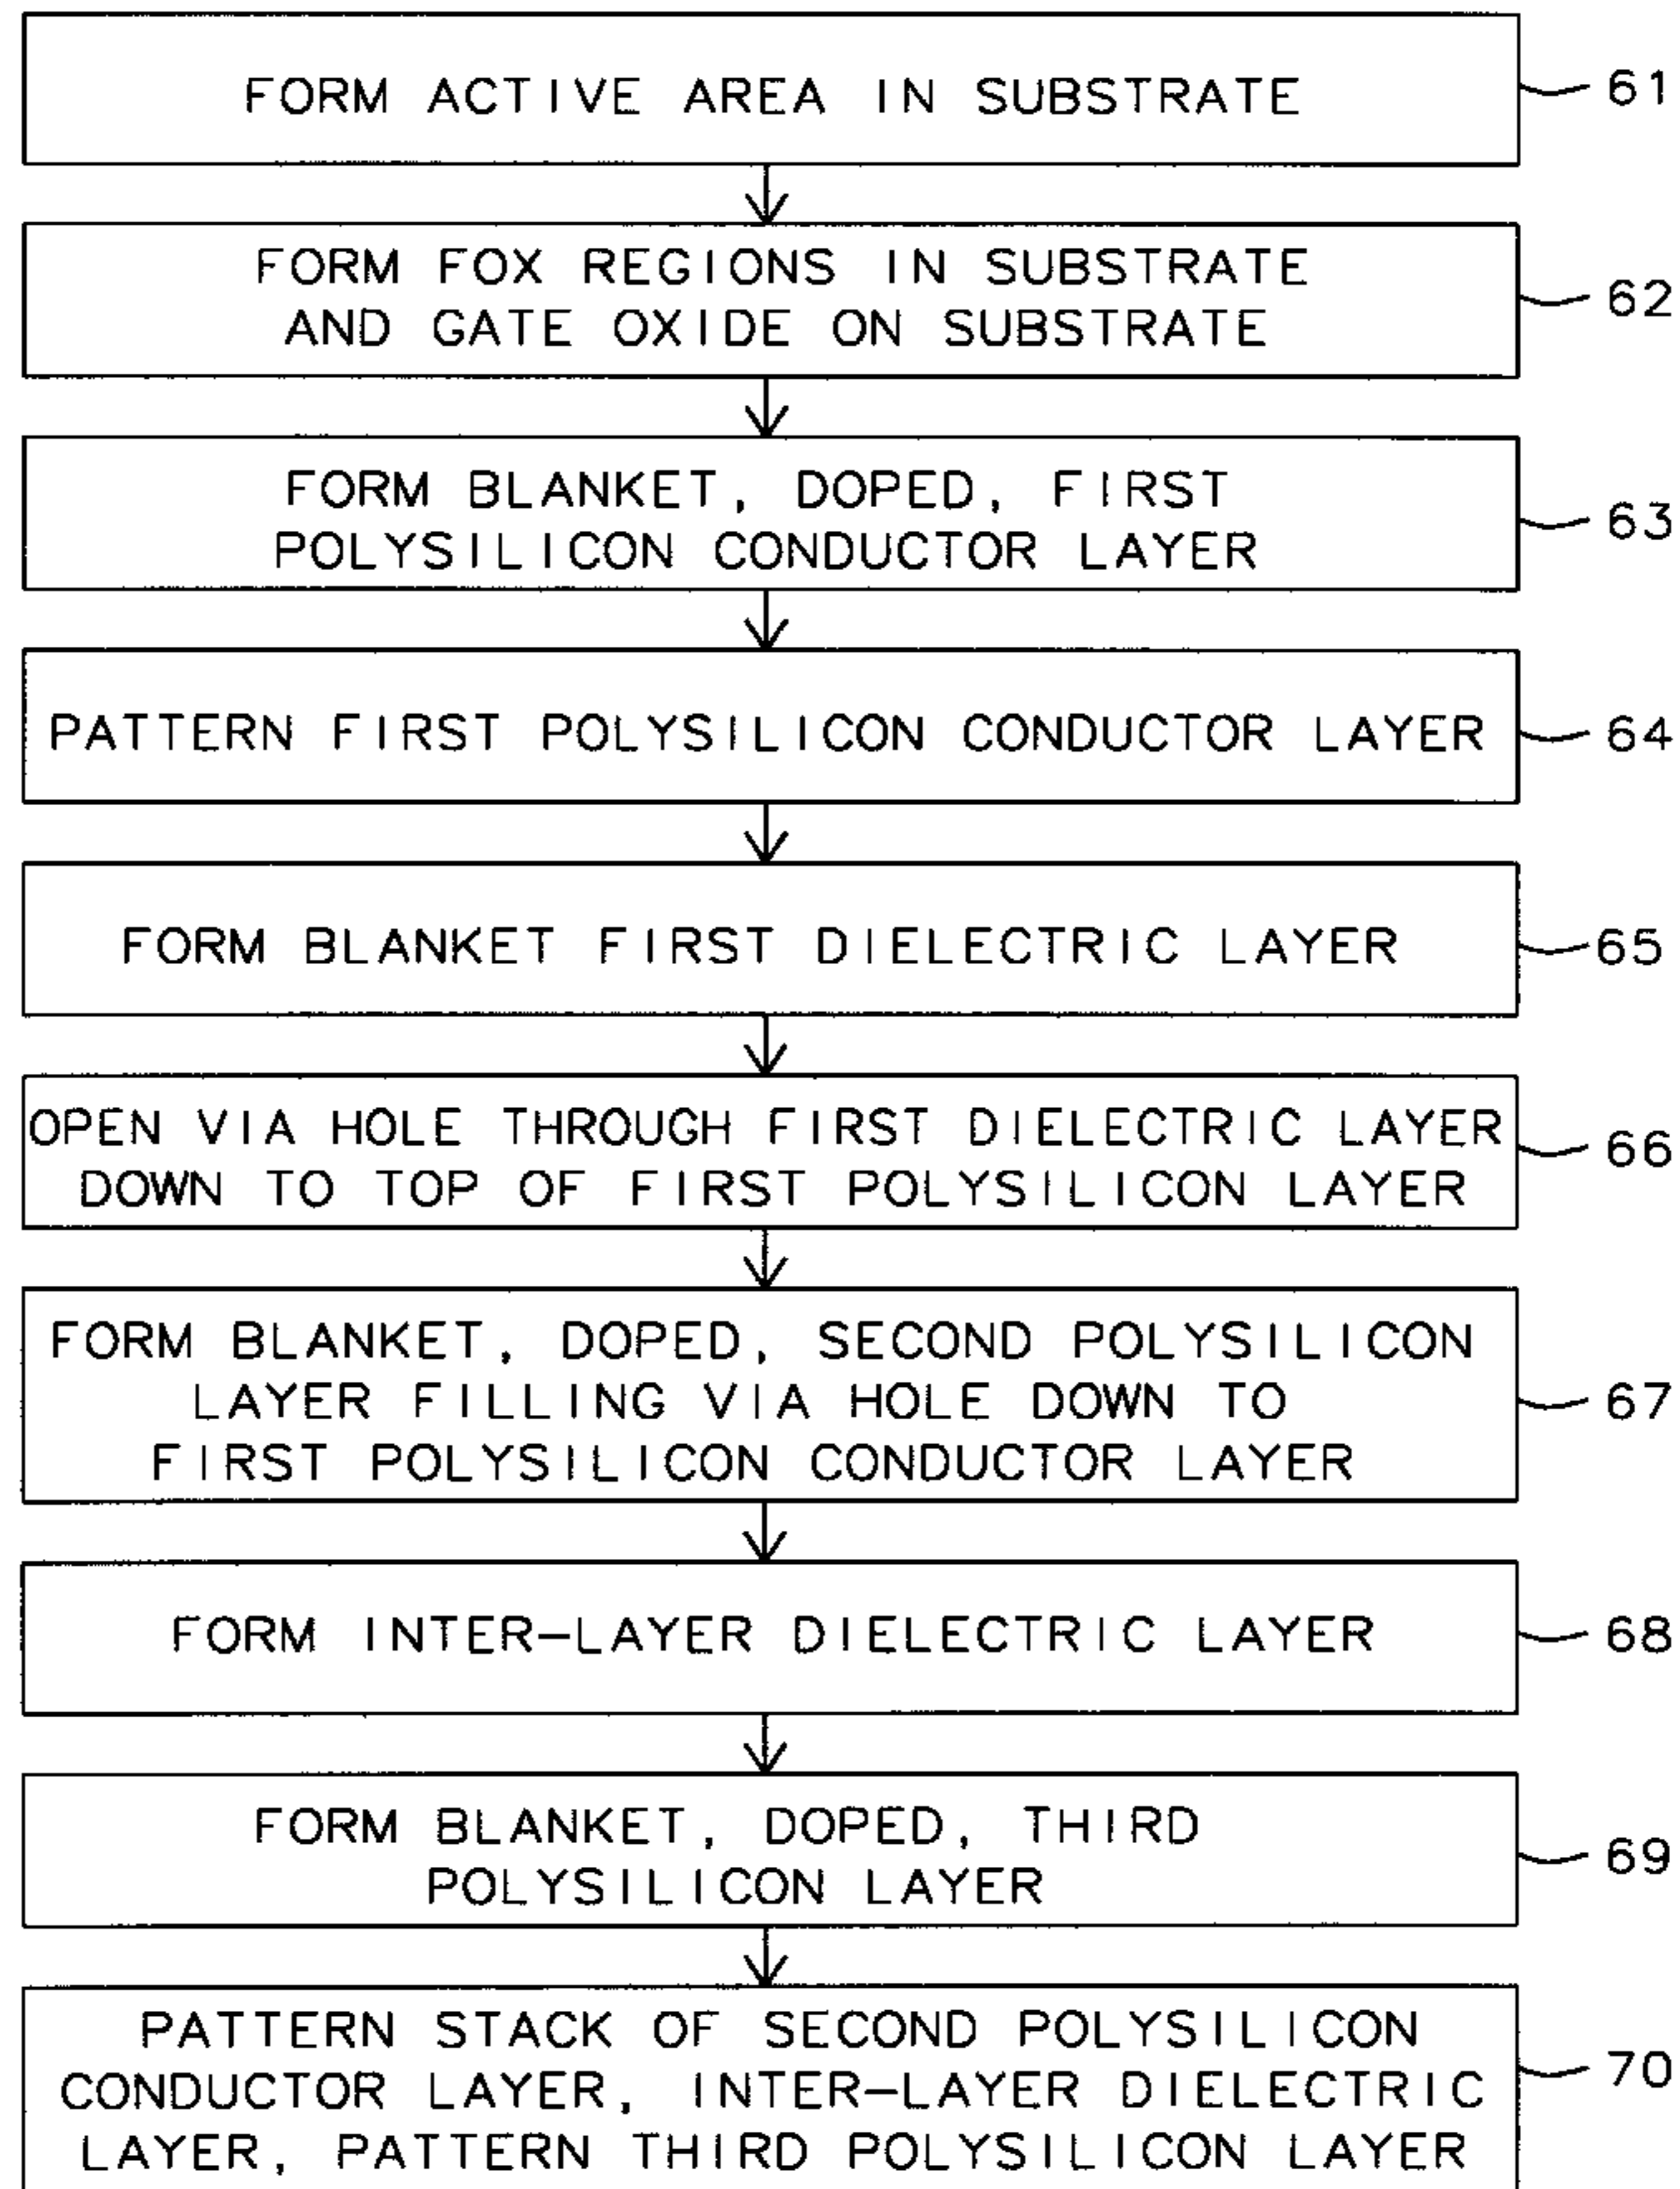 FORM ACTIVE AREA IN SUBSTRATE
61
FORM FOX REGIONS IN SUBSTRATE
AND GATE OXIDE ON SUBSTRATE
62
FORM BLANKET, DOPED, FIRST
POLYSILICON CONDUCTOR LAYER
63
PATTERN FIRST POLYSILICON CONDUCTOR LAYER
64
FORM BLANKET FIRST DIELECTRIC LAYER
65
OPEN VIA HOLE THROUGH FIRST DIELECTRIC LAYER
DOWN TO TOP OF FIRST POLYSILICON LAYER
66
FORM BLANKET, DOPED, SECOND POLYSILICON
LAYER FILLING VIA HOLE DOWN TO
FIRST POLYSILICON CONDUCTOR LAYER
67
FORM INTER-LAYER DIELECTRIC LAYER
68
FORM BLANKET, DOPED, THIRD
POLYSILICON LAYER
69
PATTERN STACK OF SECOND POLYSILICON
CONDUCTOR LAYER, INTER-LAYER DIELECTRIC
LAYER, PATTERN THIRD POLYSILICON LAYER
70